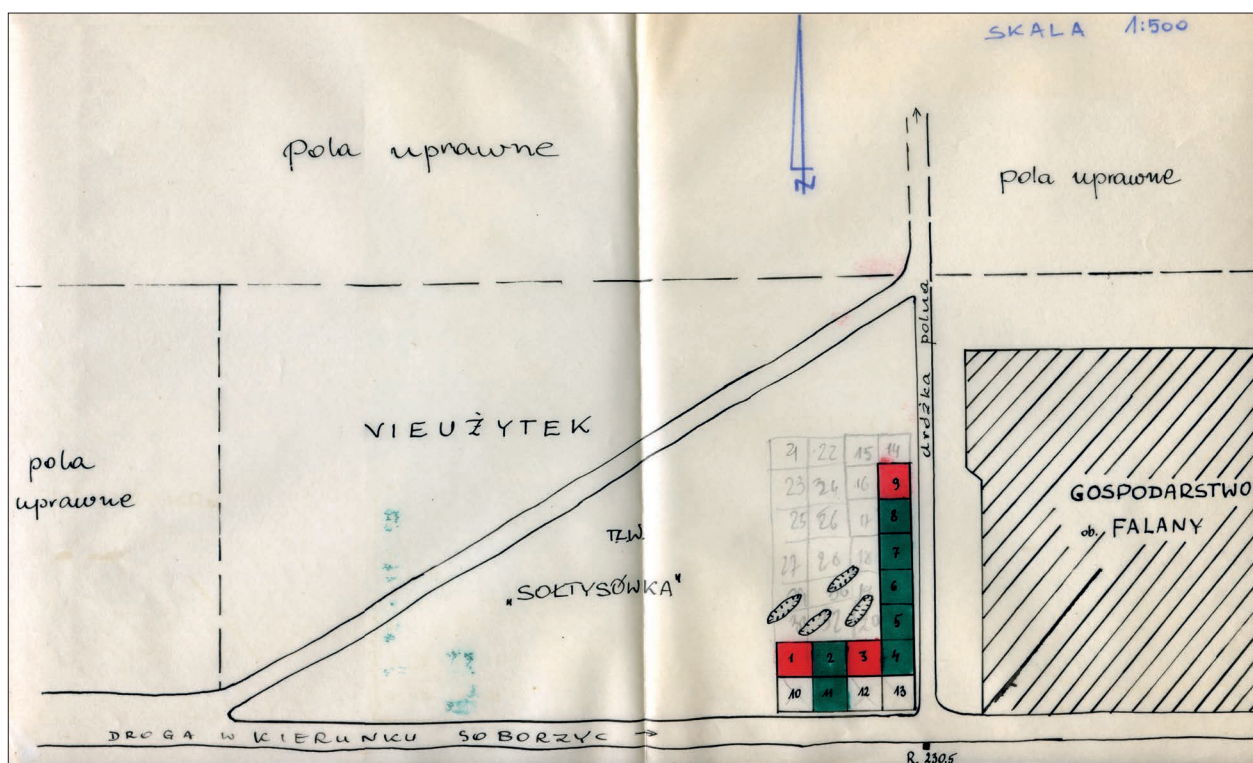 SKALA 1:500
pola uprawne
N
pola uprawne
dróżka polna
VIEUŻYTEK
pola
uprawne
TZW.
„SOŁTYSÓWKA"
GOSPODARSTWO
ob. FALANY
21 22 15 14
23 24 16 9
25 26 17 8
27 28 18 7
6
5
1 2 3 4
10 11 12 13
DROGA W KIERUNKU SOBORZYC →
R. 230.5